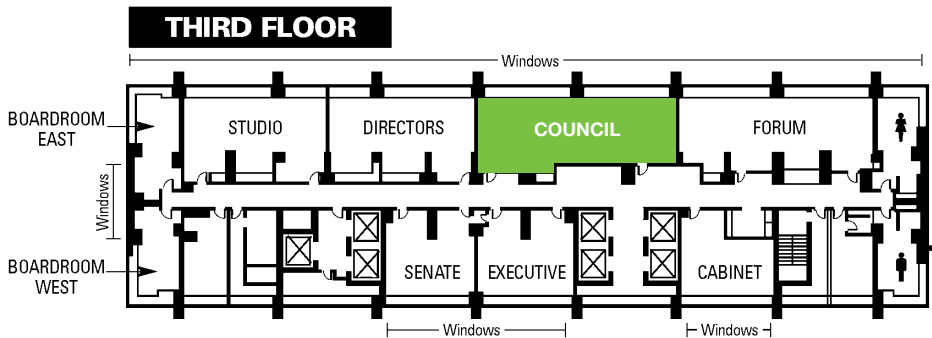 THIRD FLOOR
Windows
BOARDROOM
EAST
STUDIO
DIRECTORS
COUNCIL
FORUM
Windows
BOARDROOM
WEST
SENATE
EXECUTIVE
CABINET
Windows
Windows